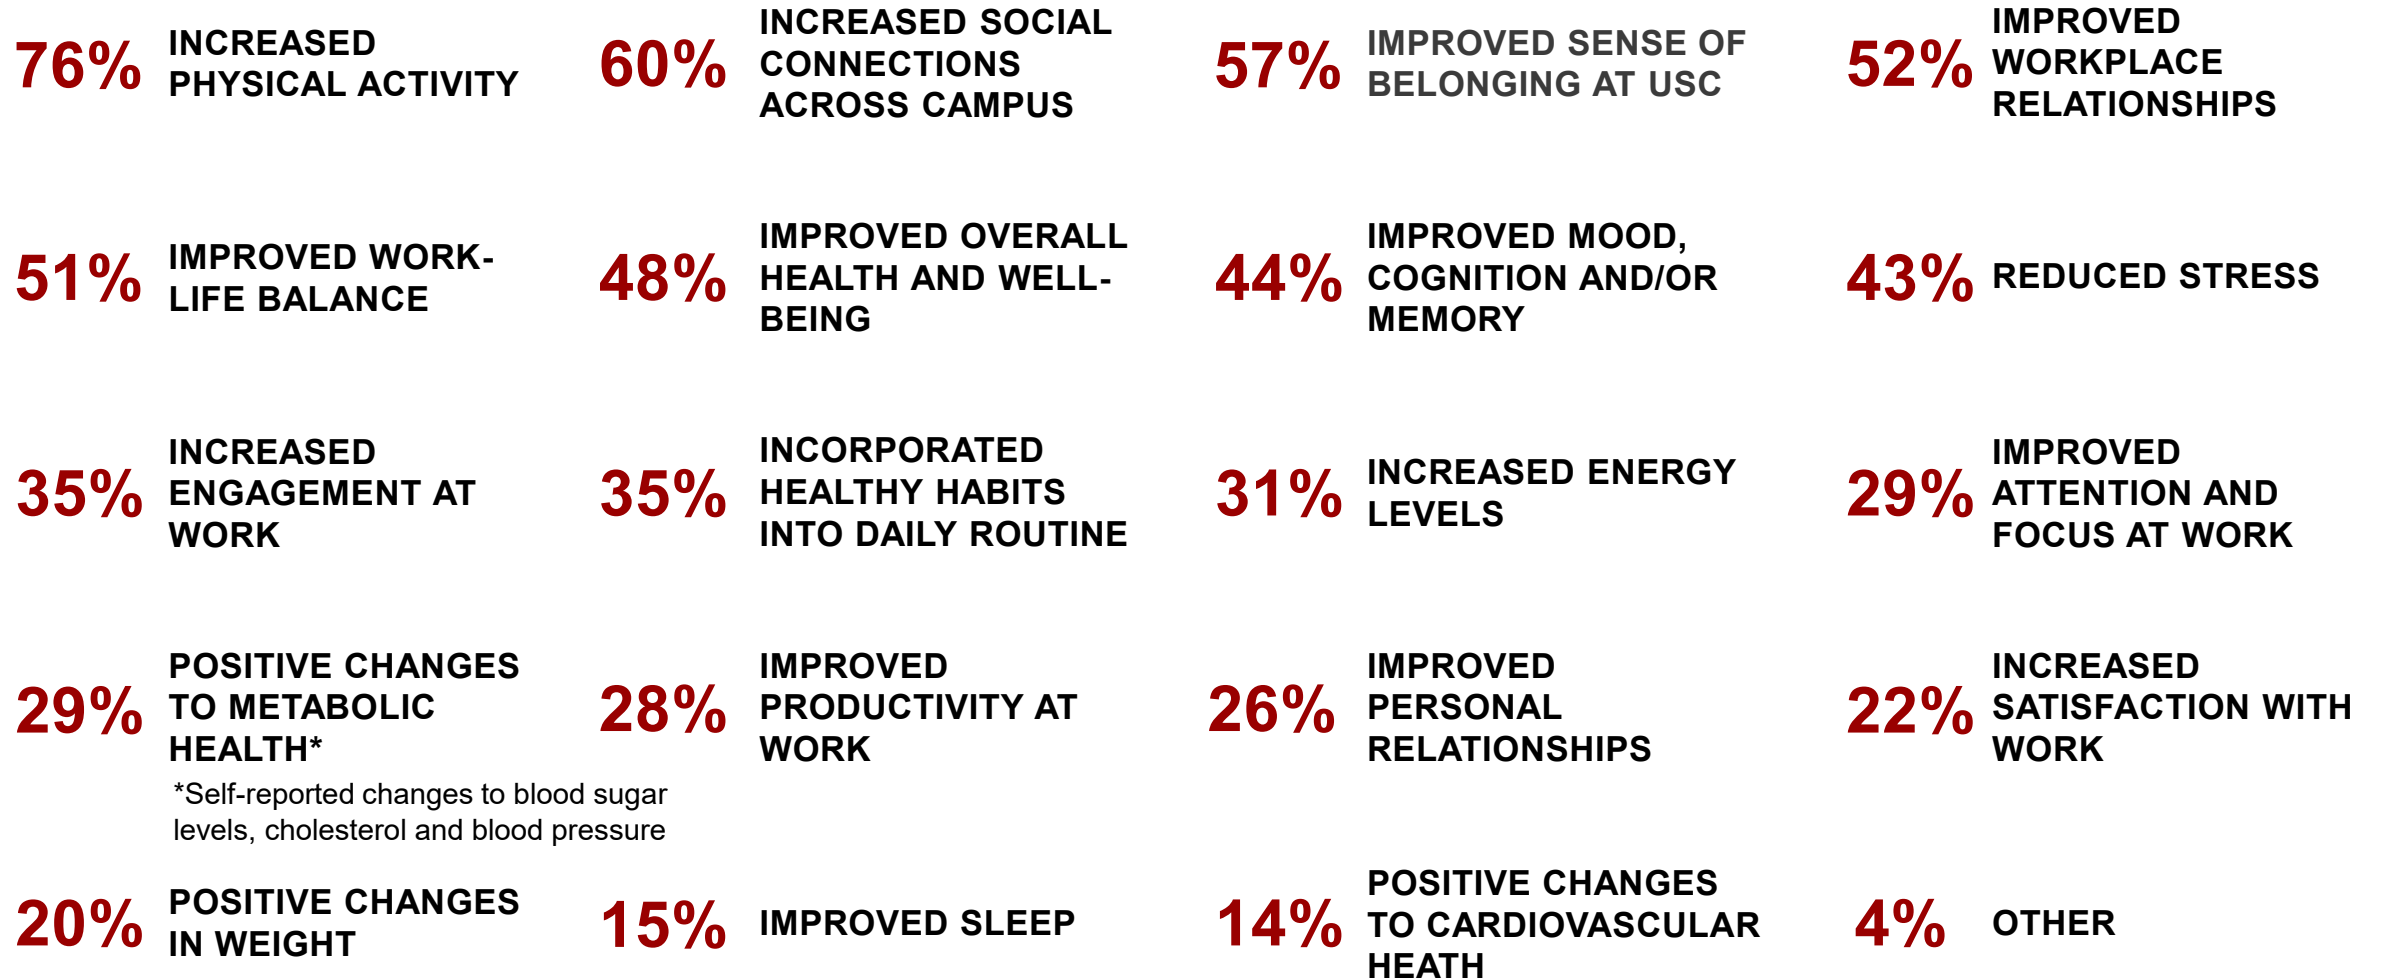 76%
INCREASED
PHYSICAL ACTIVITY
60%
INCREASED SOCIAL
CONNECTIONS
ACROSS CAMPUS
57%
IMPROVED SENSE OF
BELONGING AT USC
52%
IMPROVED
WORKPLACE
RELATIONSHIPS
51%
IMPROVED WORK-
LIFE BALANCE
48%
IMPROVED OVERALL
HEALTH AND WELL-
BEING
44%
IMPROVED MOOD,
COGNITION AND/OR
MEMORY
43%
REDUCED STRESS
35%
INCREASED
ENGAGEMENT AT
WORK
35%
INCORPORATED
HEALTHY HABITS
INTO DAILY ROUTINE
31%
INCREASED ENERGY
LEVELS
29%
IMPROVED
ATTENTION AND
FOCUS AT WORK
29%
POSITIVE CHANGES
TO METABOLIC
HEALTH*
*Self-reported changes to blood sugar
levels, cholesterol and blood pressure
28%
IMPROVED
PRODUCTIVITY AT
WORK
26%
IMPROVED
PERSONAL
RELATIONSHIPS
22%
INCREASED
SATISFACTION WITH
WORK
20%
POSITIVE CHANGES
IN WEIGHT
15%
IMPROVED SLEEP
14%
POSITIVE CHANGES
TO CARDIOVASCULAR
HEATH
4%
OTHER